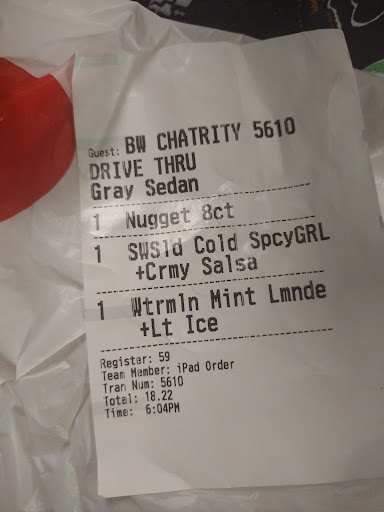 Guest: BW CHATRITY 5610
DRIVE THRU
Gray Sedan
1 Nugget 8ct
1 SWSld Cold SpcyGRL
+Crmy Salsa
1 Wtrmln Mint Lmnde
+Lt Ice
Register: 59
Team Member: iPad Order
Tran Num: 5610
Total: 18.22
Time: 6:04PM